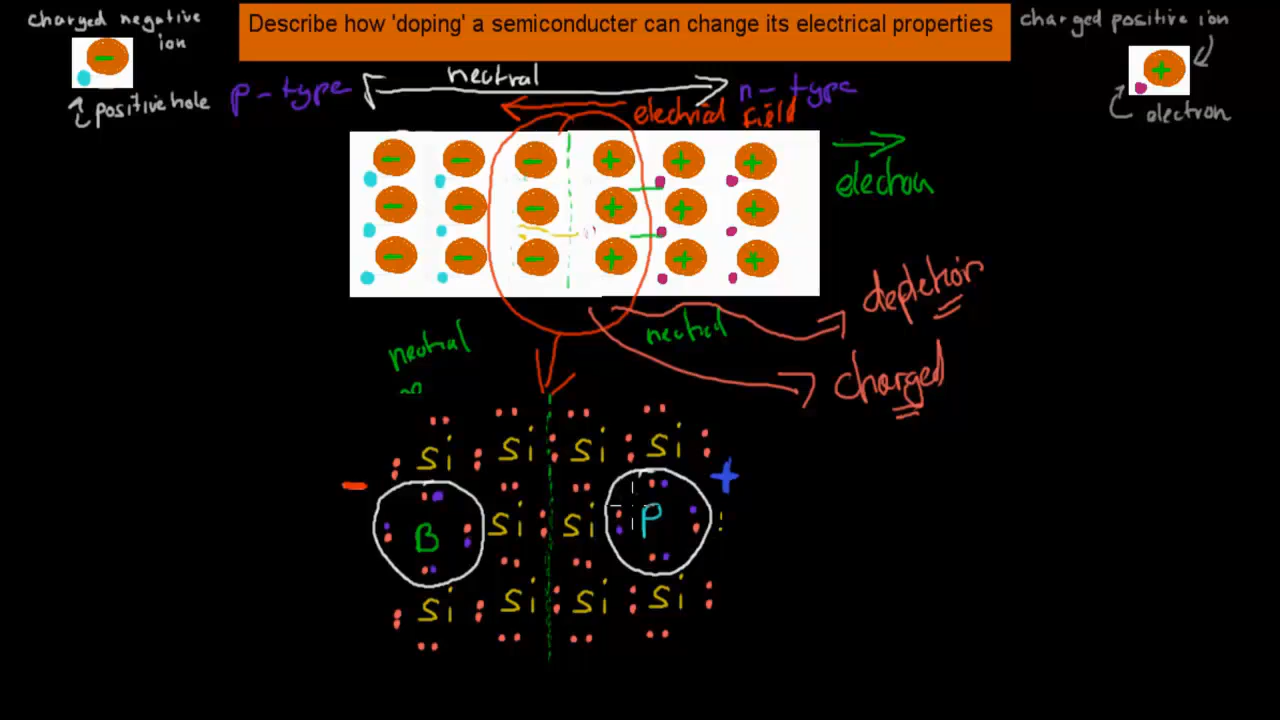 Describe how 'doping' a semiconducter can change its electrical properties
charged negative
ion
positive hole
charged positive ion
electron
p-type
neutral
n-type
electrical field
electron
depletion
charged
neutral
neutral
Si Si Si Si
B Si Si P
Si Si Si Si